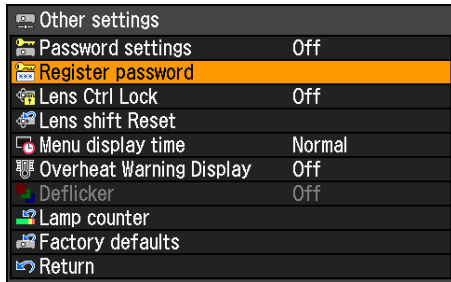 Other settings
Password settings Off
Register password
Lens Ctrl Lock Off
Lens shift Reset
Menu display time Normal
Overheat Warning Display Off
Deflicker Off
Lamp counter
Factory defaults
Return